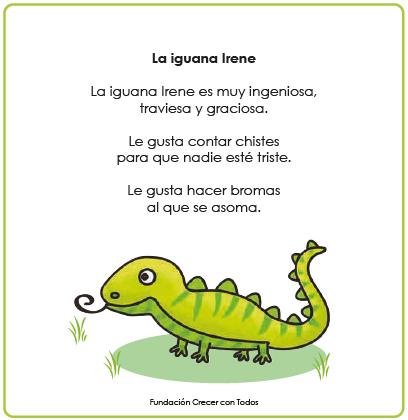 La iguana Irene
La iguana Irene es muy ingeniosa,
traviesa y graciosa.
Le gusta contar chistes
para que nadie esté triste.
Le gusta hacer bromas
al que se asoma.
Fundación Crecer con Todos